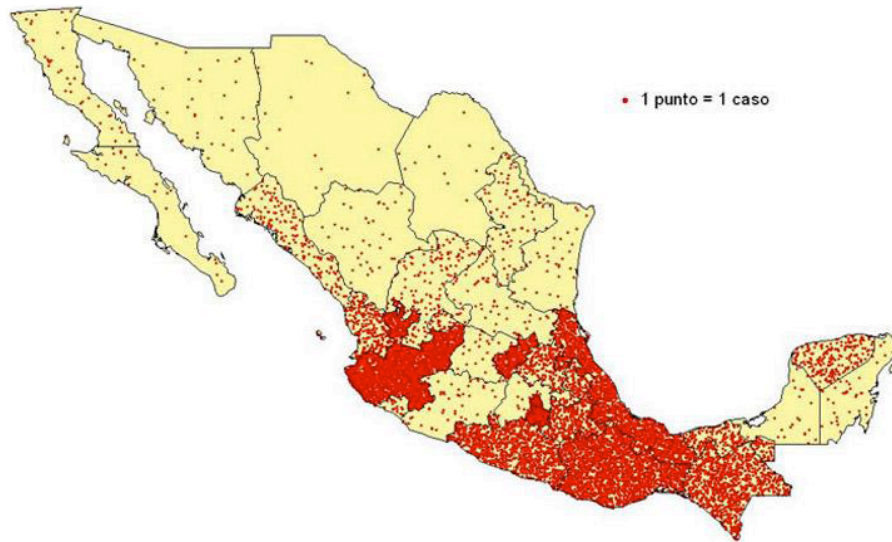 1 punto = 1 caso